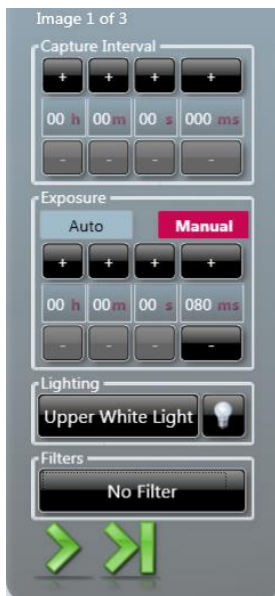 Image 1 of 3
Capture Interval
+ + + +
00 h 00 m 00 s 000 ms
- - - -
Exposure
Auto Manual
+ + + +
00 h 00 m 00 s 080 ms
- - - -
Lighting
Upper White Light
Filters
No Filter